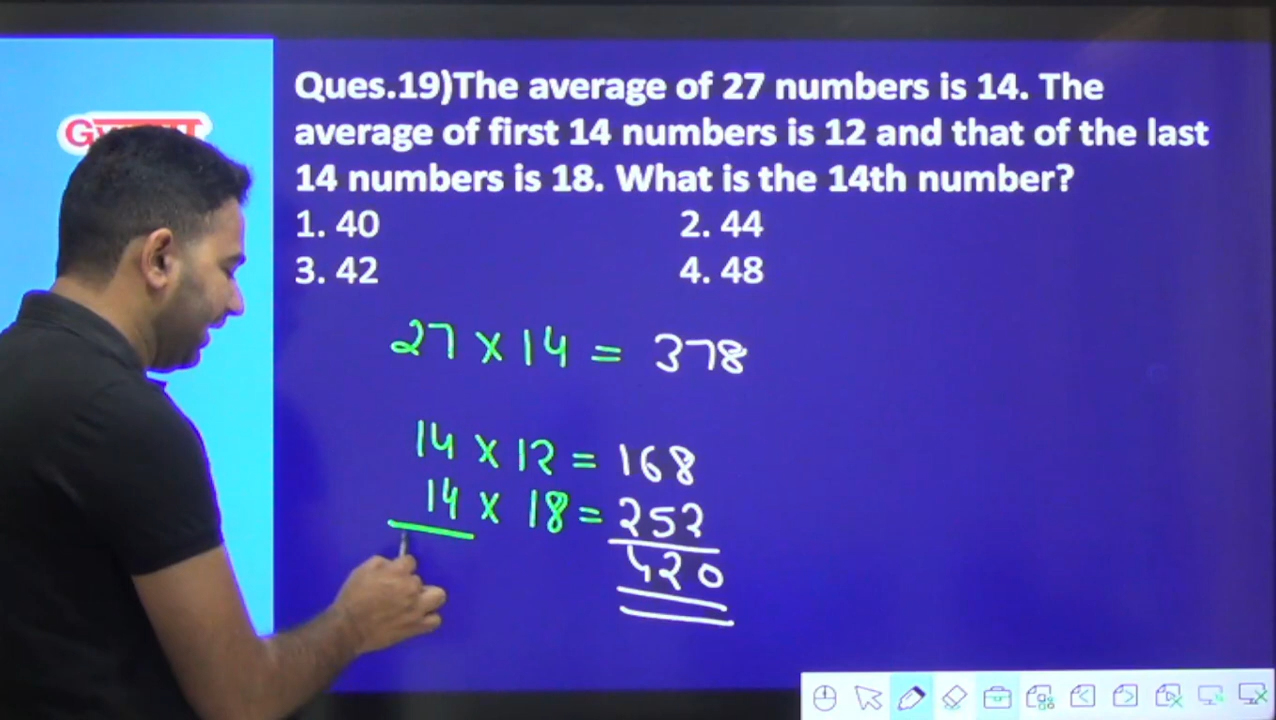 Ques.19)The average of 27 numbers is 14. The
average of first 14 numbers is 12 and that of the last
14 numbers is 18. What is the 14th number?
1. 40 2. 44
3. 42 4. 48
27 × 14 = 378
14 × 12 = 168
14 × 18 = 252
420